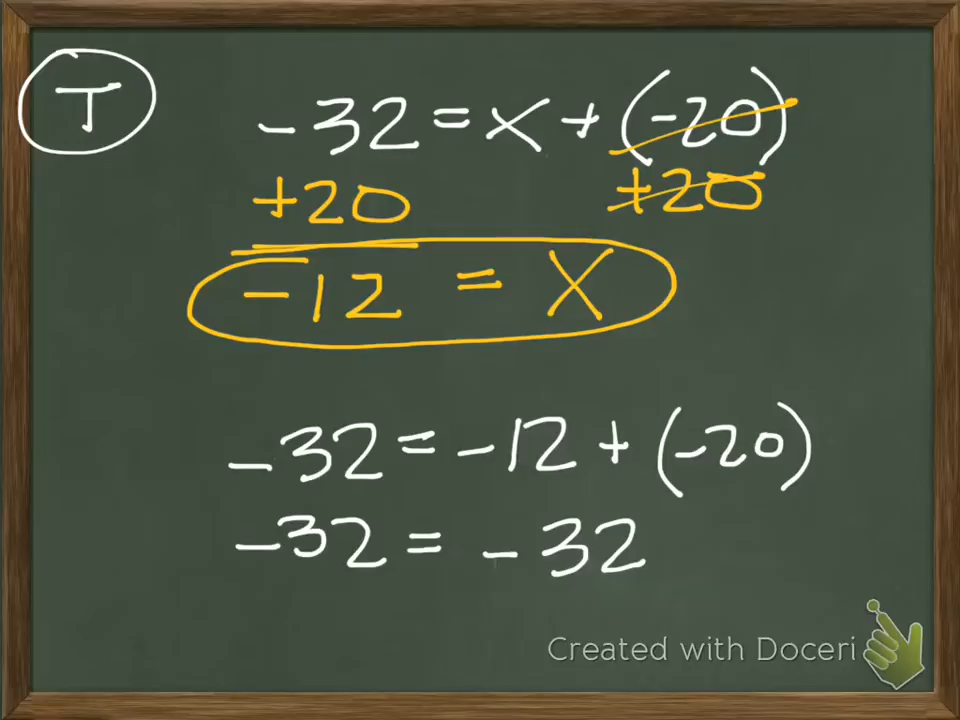 T
-32 = x + (-20)
+20 +20
-12 = X
-32 = -12 + (-20)
-32 = -32
Created with Doceri